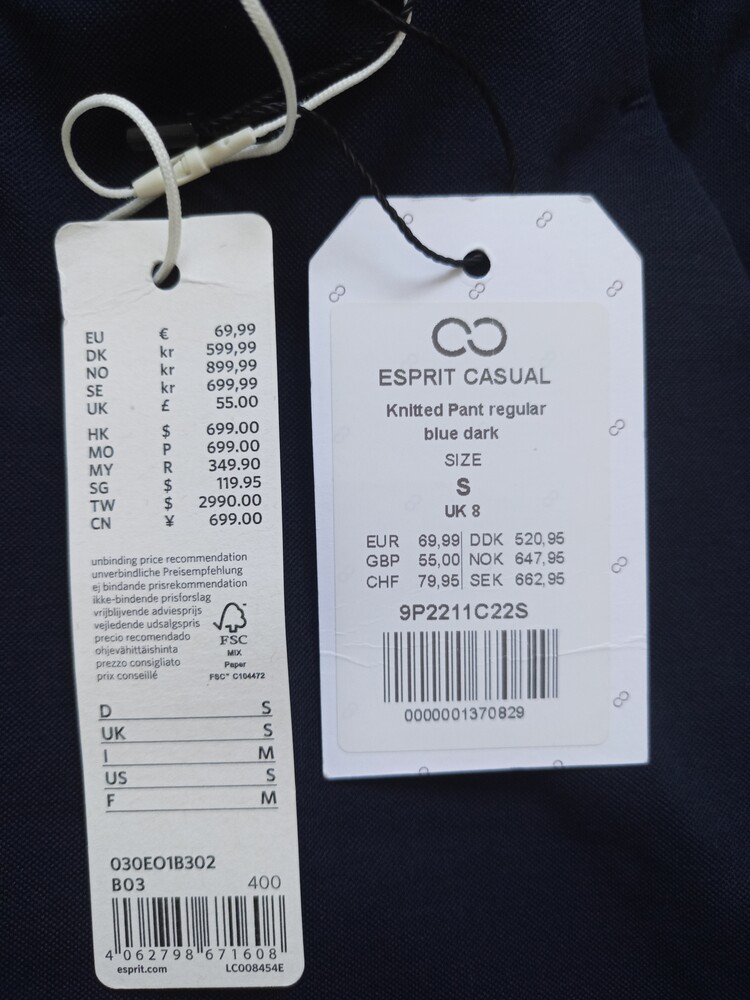 EU € 69,99
DK kr 599,99
NO kr 899,99
SE kr 699,99
UK £ 55.00
HK $ 699.00
MO P 699.00
MY R 349.90
SG $ 119.95
TW $ 2990.00
CN ¥ 699.00
unbinding price recommendation
unverbindliche Preisempfehlung
ej bindande prisrekommendation
ikke-bindende prisforslag
vrijblijvende adviesprijs
vejledende udsalgspris
precio recomendado
ohjevähittäishinta
prezzo consigliato
prix conseillé
FSC
MIX
Paper
FSC™ C104472
D S
UK S
I M
US S
F M
030EO1B302
B03 400
4 062798 671608
esprit.com LC008454E
ESPRIT CASUAL
Knitted Pant regular
blue dark
SIZE
S
UK 8
EUR 69,99 DDK 520,95
GBP 55,00 NOK 647,95
CHF 79,95 SEK 662,95
9P2211C22S
0000001370829